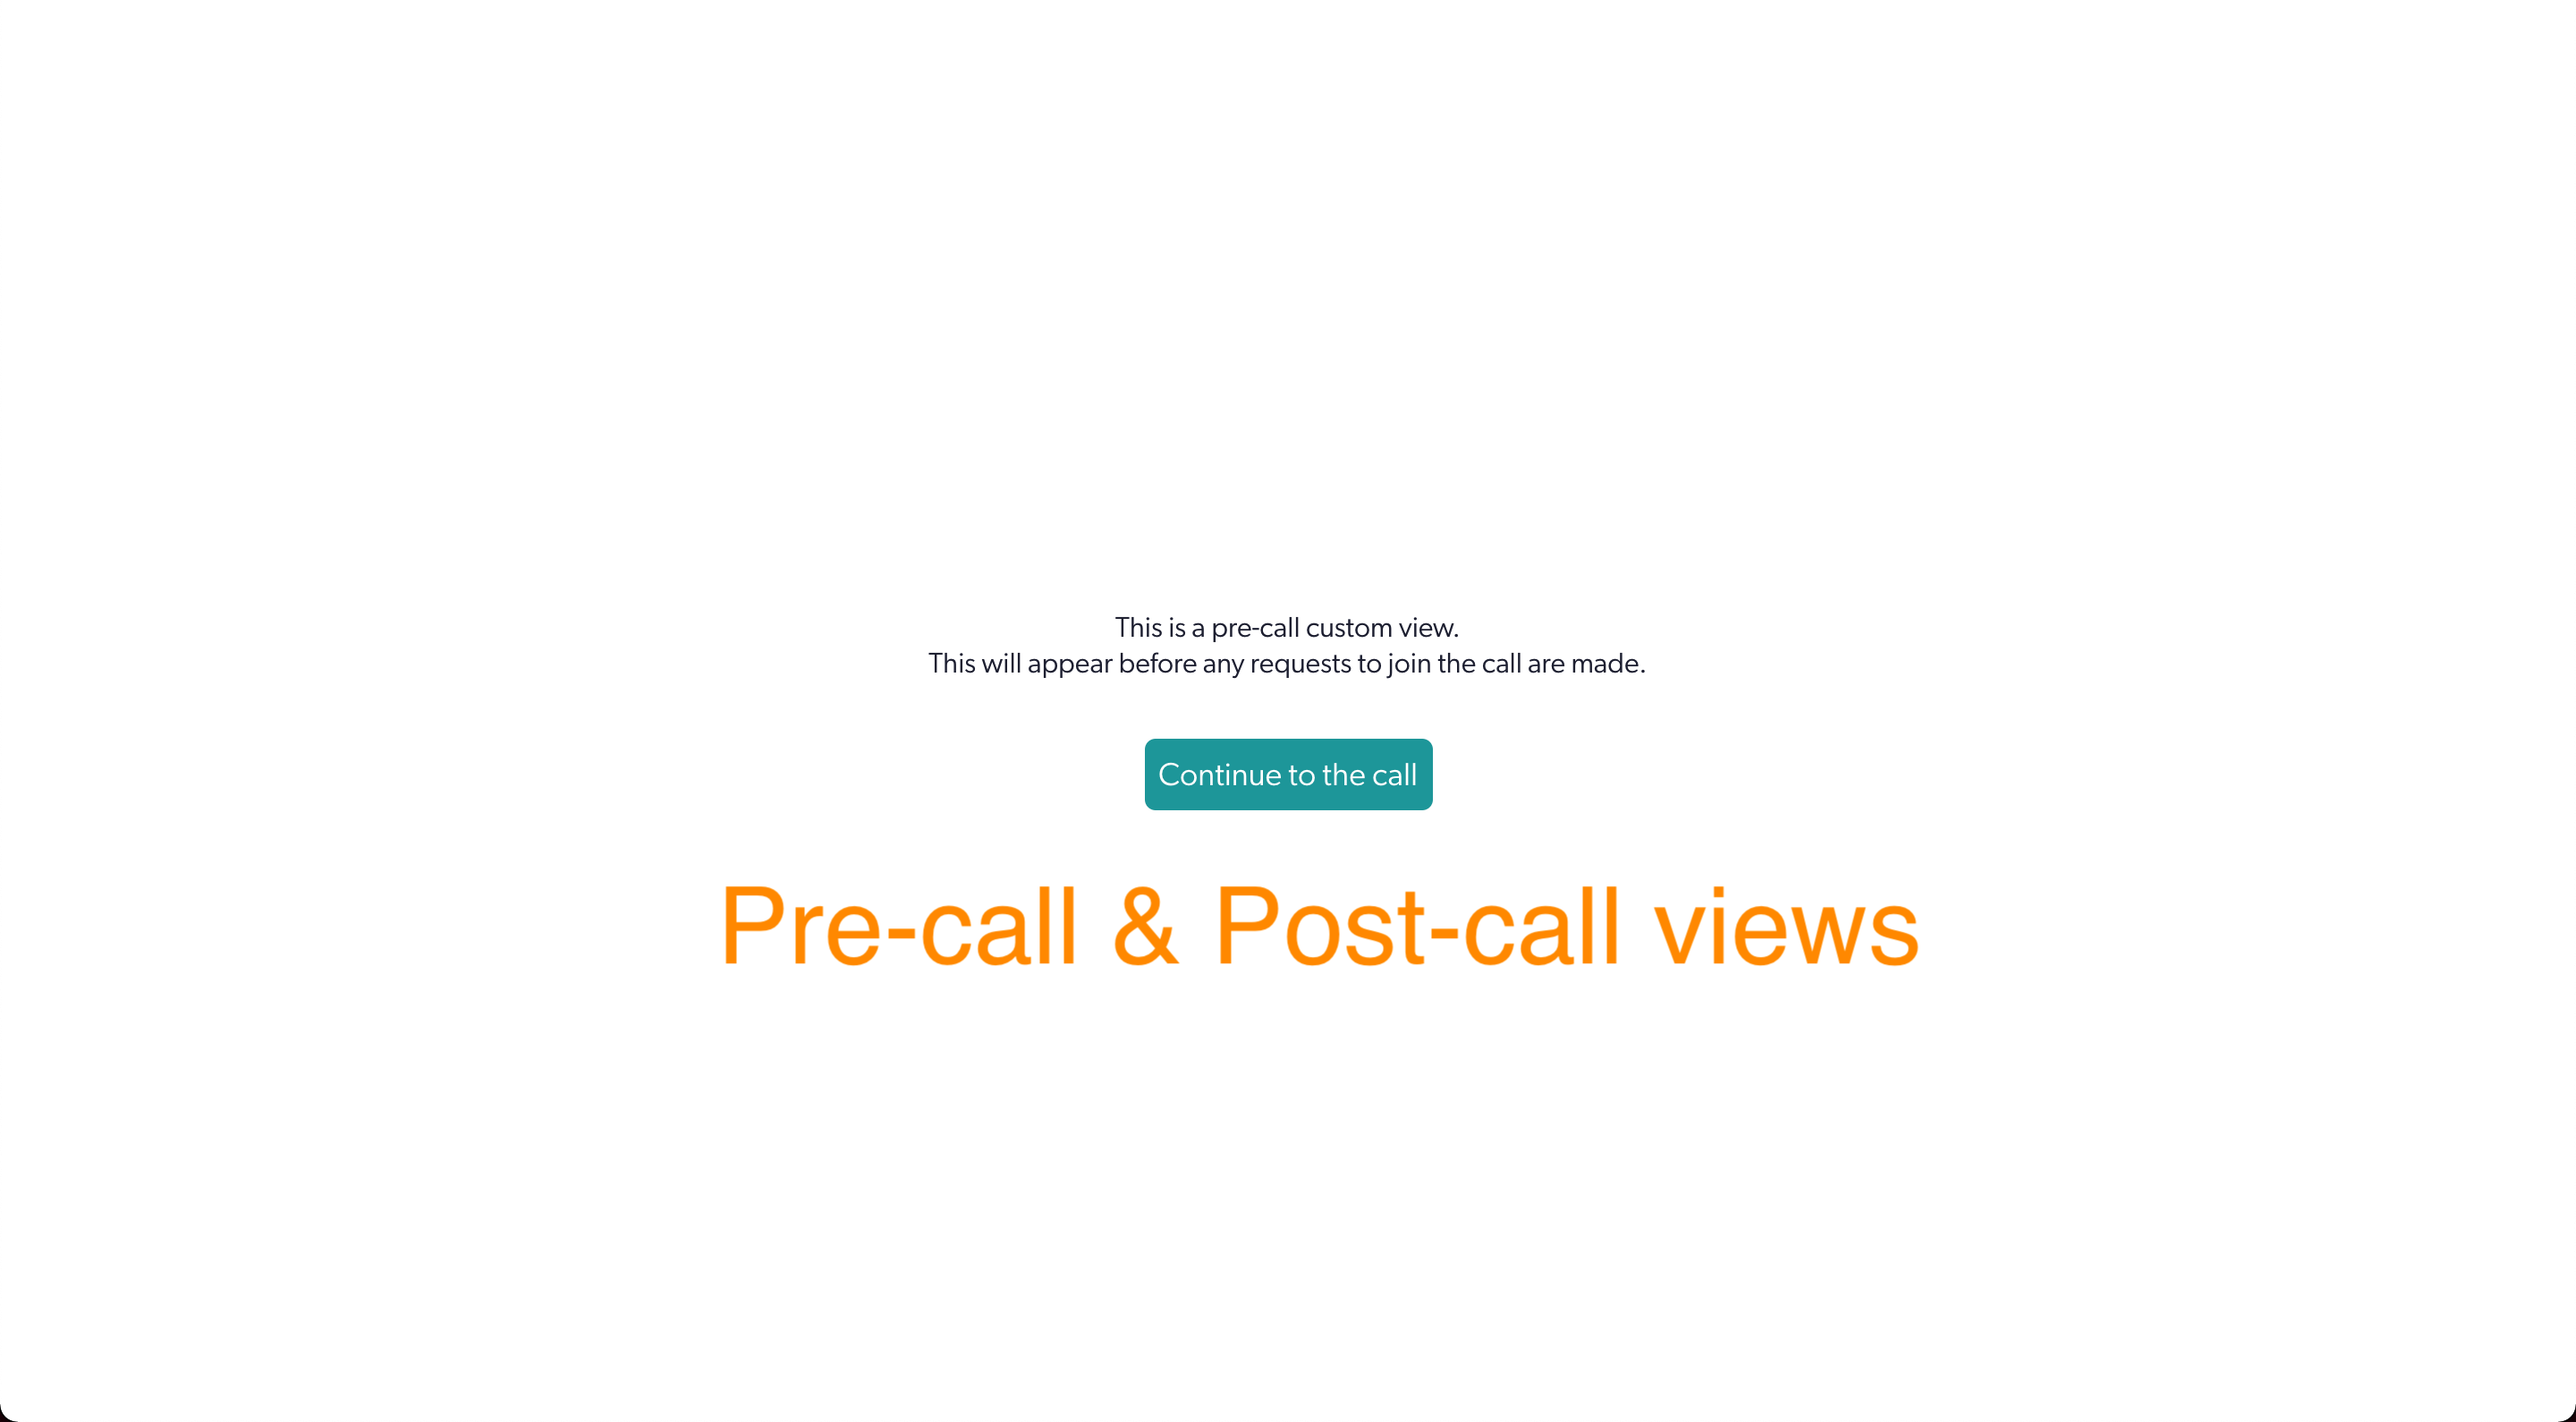 This is a pre-call custom view.
This will appear before any requests to join the call are made.
Continue to the call
Pre-call & Post-call views